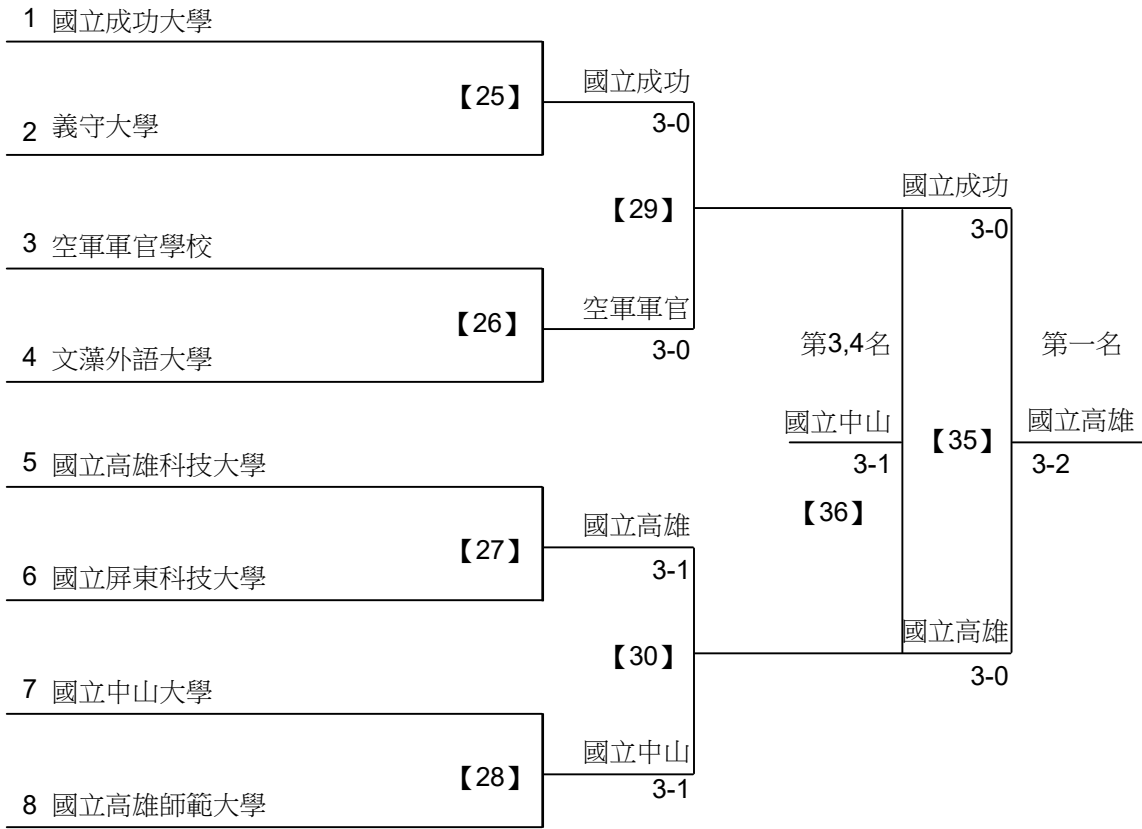 1 國立成功大學
國立成功
【25】
3-0
2 義守大學
國立成功
【29】
3-0
3 空軍軍官學校
空軍軍官
【26】
3-0
第3,4名
第一名
4 文藻外語大學
國立中山
【35】
國立高雄
3-1
3-2
5 國立高雄科技大學
【36】
國立高雄
【27】
3-1
6 國立屏東科技大學
國立高雄
【30】
3-0
7 國立中山大學
國立中山
【28】
3-1
8 國立高雄師範大學